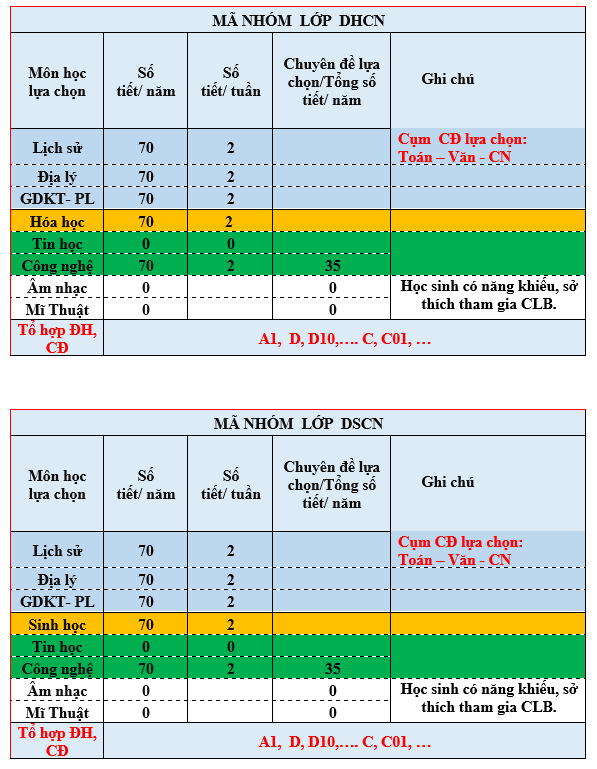 MÃ NHÓM LỚP DHCN
Môn học lựa chọn Số tiết/ năm Số tiết/ tuần Chuyên đề lựa chọn/Tổng số tiết/ năm Ghi chú
Lịch sử 70 2 Cụm CĐ lựa chọn: Toán – Văn - CN
Địa lý 70 2
GDKT- PL 70 2
Hóa học 70 2
Tin học 0 0
Công nghệ 70 2 35
Âm nhạc 0 0 Học sinh có năng khiếu, sở thích tham gia CLB.
Mĩ Thuật 0 0
Tổ hợp ĐH, CĐ A1, D, D10,…. C, C01, …
MÃ NHÓM LỚP DSCN
Môn học lựa chọn Số tiết/ năm Số tiết/ tuần Chuyên đề lựa chọn/Tổng số tiết/ năm Ghi chú
Lịch sử 70 2 Cụm CĐ lựa chọn: Toán – Văn - CN
Địa lý 70 2
GDKT- PL 70 2
Sinh học 70 2
Tin học 0 0
Công nghệ 70 2 35
Âm nhạc 0 0 Học sinh có năng khiếu, sở thích tham gia CLB.
Mĩ Thuật 0 0
Tổ hợp ĐH, CĐ A1, D, D10,…. C, C01, …